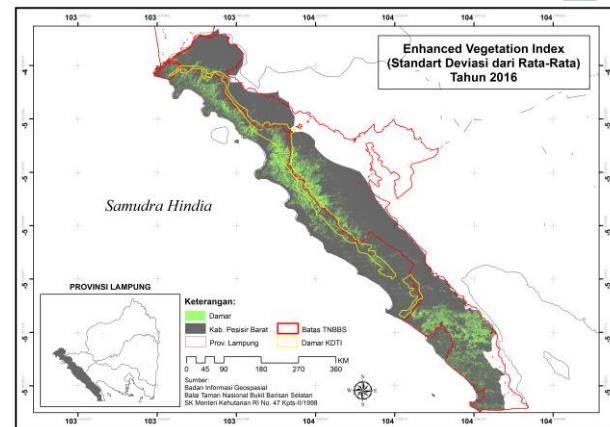 103 103 103 104 104 104 104
Enhanced Vegetation Index
(Standart Deviasi dari Rata-Rata)
Tahun 2016
Samudra Hindia
PROVINSI LAMPUNG
Keterangan:
Damar
Kab. Pesisir Barat
Prov. Lampung
Batas TNBBS
Damar KDTI
0 45 90 180 270 360
KM
Sumber:
Badan Informasi Geospasial
Balai Taman Nasional Bukit Barisan Selatan
SK Menteri Kehutanan RI No. 47 Kpts-II/1998
N
W E
S
103 103 103 104 104 104 104